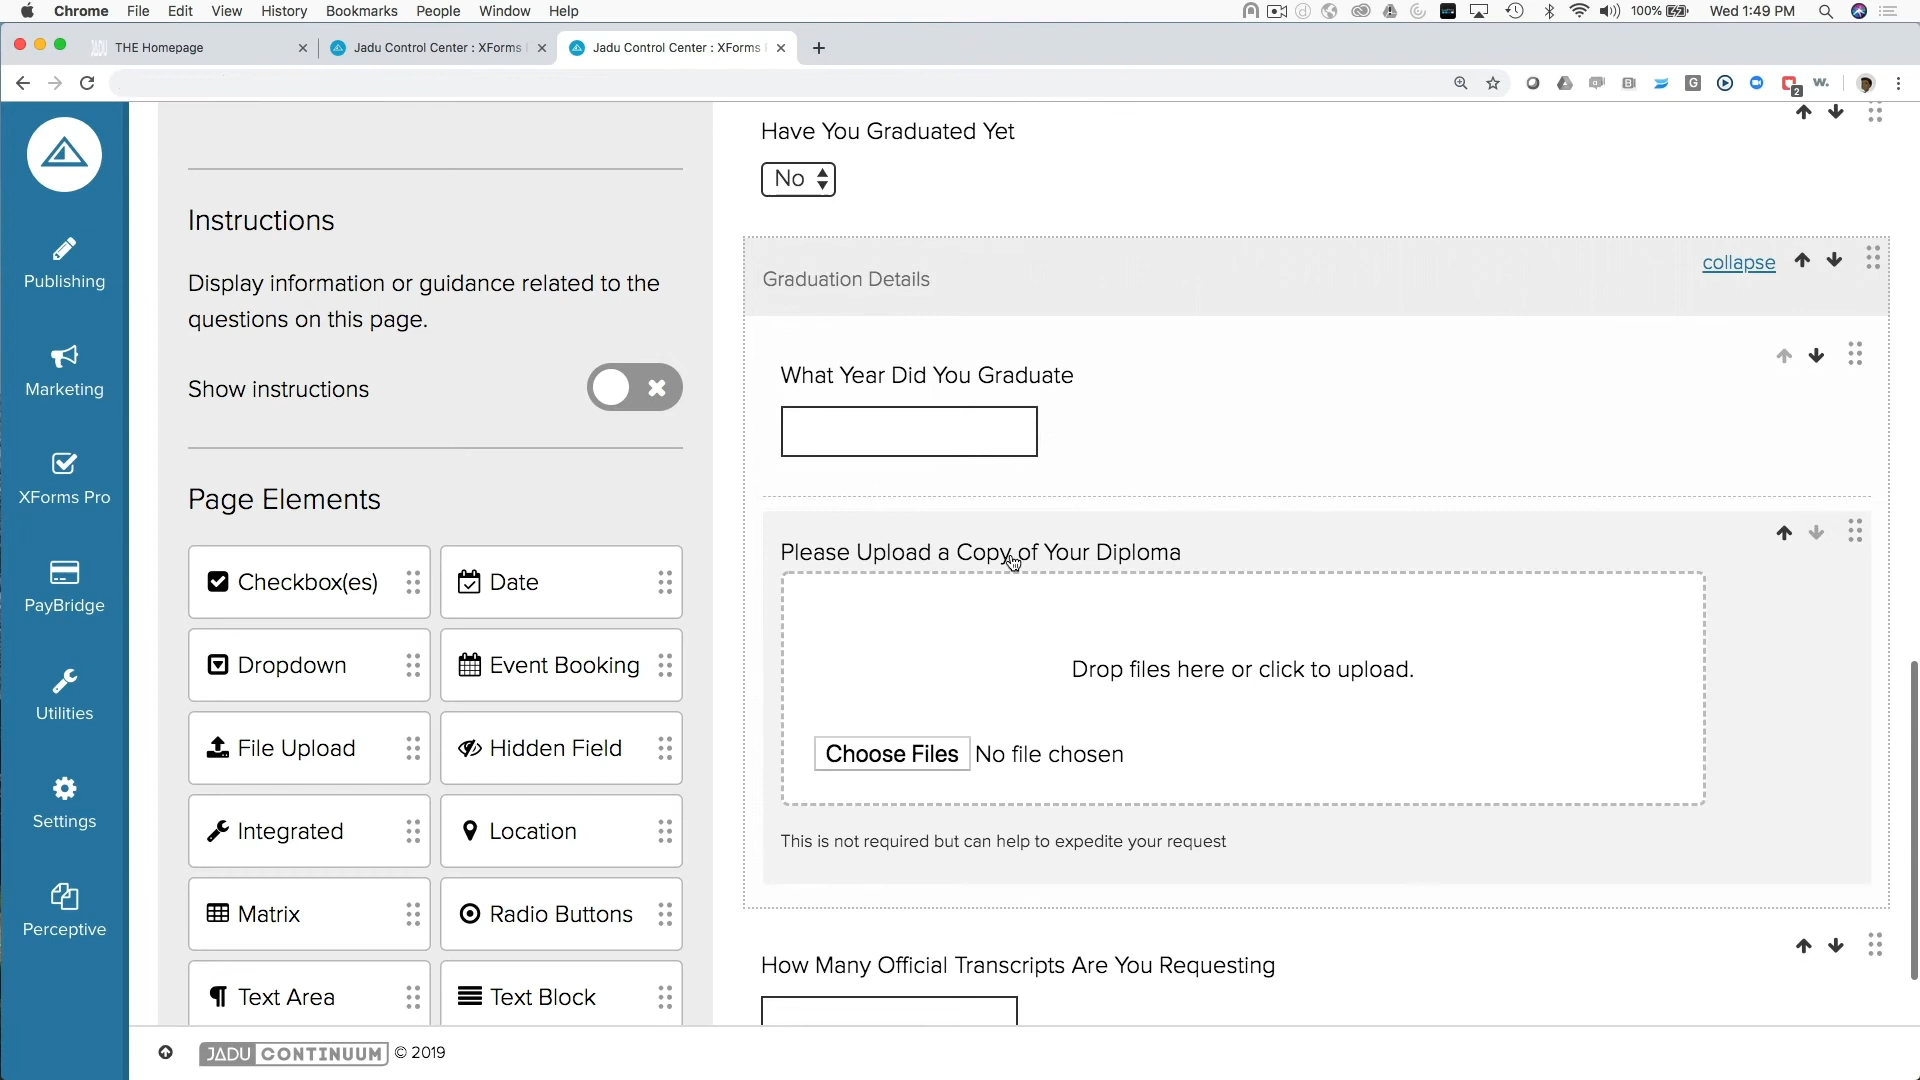 Chrome File Edit View History Bookmarks People Window Help 100% Wed 1:49 PM
THE Homepage
Jadu Control Center : XForms
Jadu Control Center : XForms
2
Publishing
Marketing
XForms Pro
PayBridge
Utilities
Settings
Perceptive
Instructions
Display information or guidance related to the
questions on this page.
Show instructions
Page Elements
Checkbox(es)
Date
Dropdown
Event Booking
File Upload
Hidden Field
Integrated
Location
Matrix
Radio Buttons
Text Area
Text Block
Have You Graduated Yet
No
Graduation Details
collapse
What Year Did You Graduate
Please Upload a Copy of Your Diploma
Drop files here or click to upload.
Choose Files No file chosen
This is not required but can help to expedite your request
How Many Official Transcripts Are You Requesting
JADU CONTINUUM © 2019